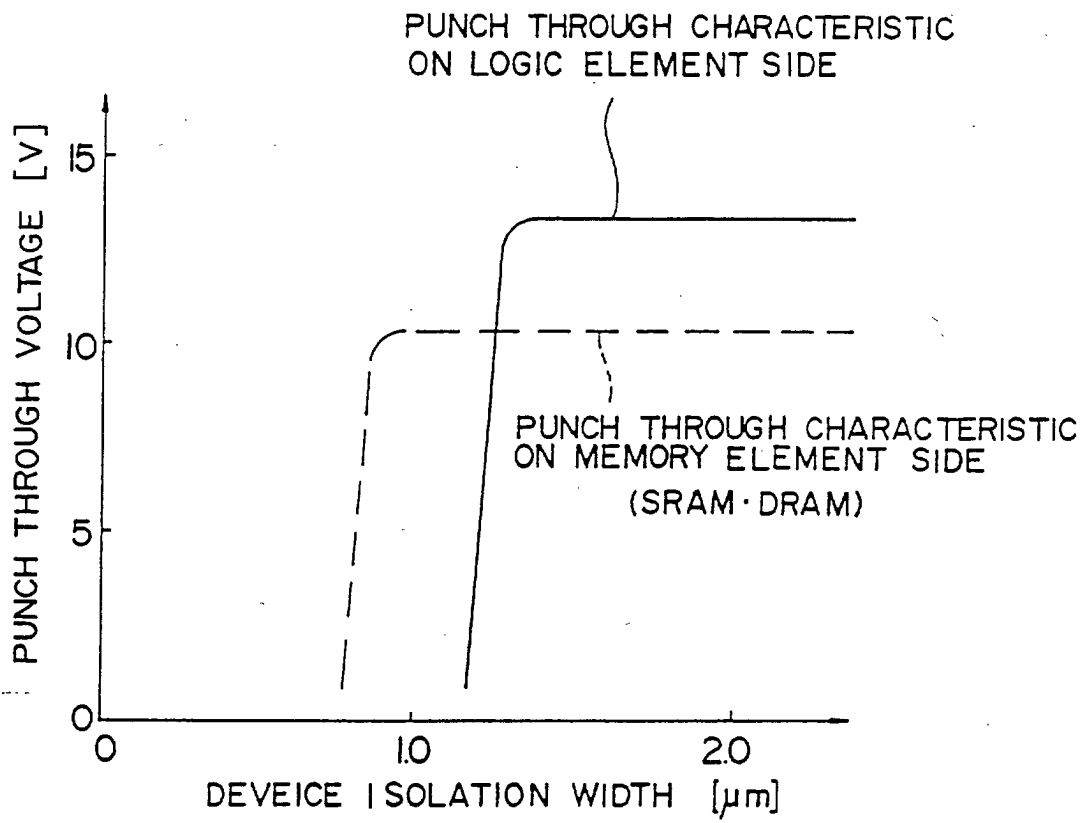 PUNCH THROUGH CHARACTERISTIC
ON LOGIC ELEMENT SIDE
PUNCH THROUGH VOLTAGE [V]
15
10
5
0
PUNCH THROUGH CHARACTERISTIC
ON MEMORY ELEMENT SIDE
(SRAM·DRAM)
0
1.0
2.0
DEVEICE ISOLATION WIDTH [μm]